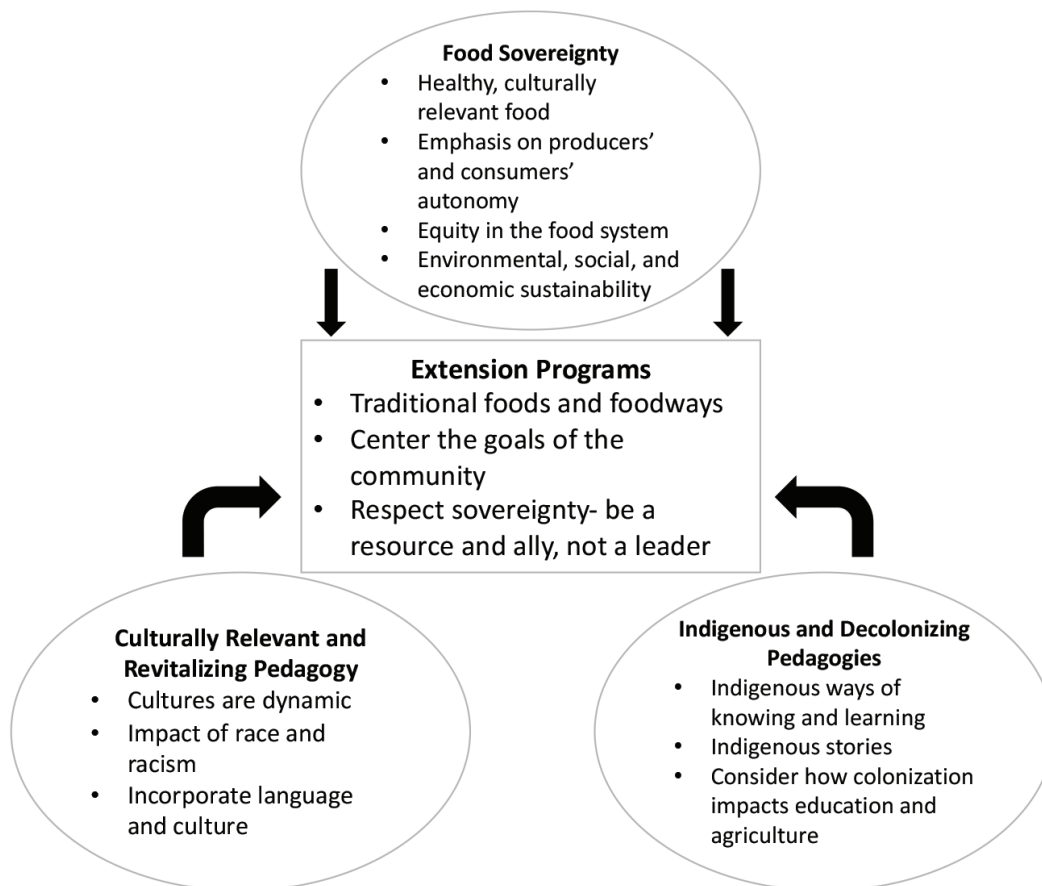 Food Sovereignty
• Healthy, culturally
relevant food
• Emphasis on producers’
and consumers’
autonomy
• Equity in the food system
• Environmental, social, and
economic sustainability
Extension Programs
• Traditional foods and foodways
• Center the goals of the
community
• Respect sovereignty- be a
resource and ally, not a leader
Culturally Relevant and
Revitalizing Pedagogy
• Cultures are dynamic
• Impact of race and
racism
• Incorporate language
and culture
Indigenous and Decolonizing
Pedagogies
• Indigenous ways of
knowing and learning
• Indigenous stories
• Consider how colonization
impacts education and
agriculture